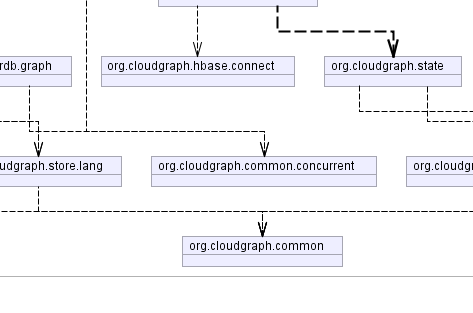 rdb.graph
org.cloudgraph.hbase.connect
org.cloudgraph.state
udgraph.store.lang
org.cloudgraph.common.concurrent
org.cloudgr
org.cloudgraph.common